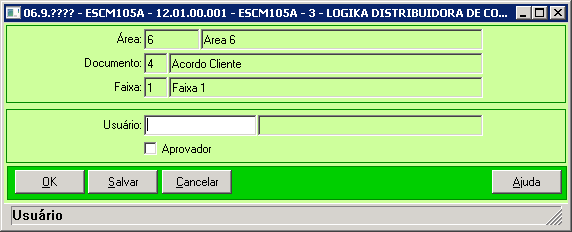 06.9.???? - ESCM105A - 12.01.00.001 - ESCM105A - 3 - LOGIKA DISTRIBUIDORA DE CO...
Área: 6 Area 6
Documento: 4 Acordo Cliente
Faixa: 1 Faixa 1
Usuário:
Aprovador
OK Salvar Cancelar Ajuda
Usuário